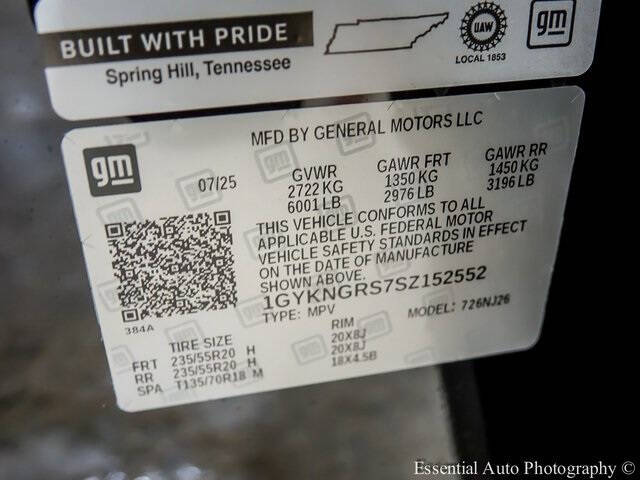 BUILT WITH PRIDE
Spring Hill, Tennessee
UAW
LOCAL 1853
gm
gm
MFD BY GENERAL MOTORS LLC
07/25
GVWR
2722 KG
6001 LB
GAWR FRT
1350 KG
2976 LB
GAWR RR
1450 KG
3196 LB
THIS VEHICLE CONFORMS TO ALL
APPLICABLE U.S. FEDERAL MOTOR
VEHICLE SAFETY STANDARDS IN EFFECT
ON THE DATE OF MANUFACTURE
SHOWN ABOVE.
1GYKNGRS7SZ152552
TYPE: MPV
MODEL: 726NJ26
384A
TIRE SIZE
RIM
FRT 235/55R20 H 20X8J
RR 235/55R20 H 20X8J
SPA T135/70R18 M 18X4.5B
Essential Auto Photography ©